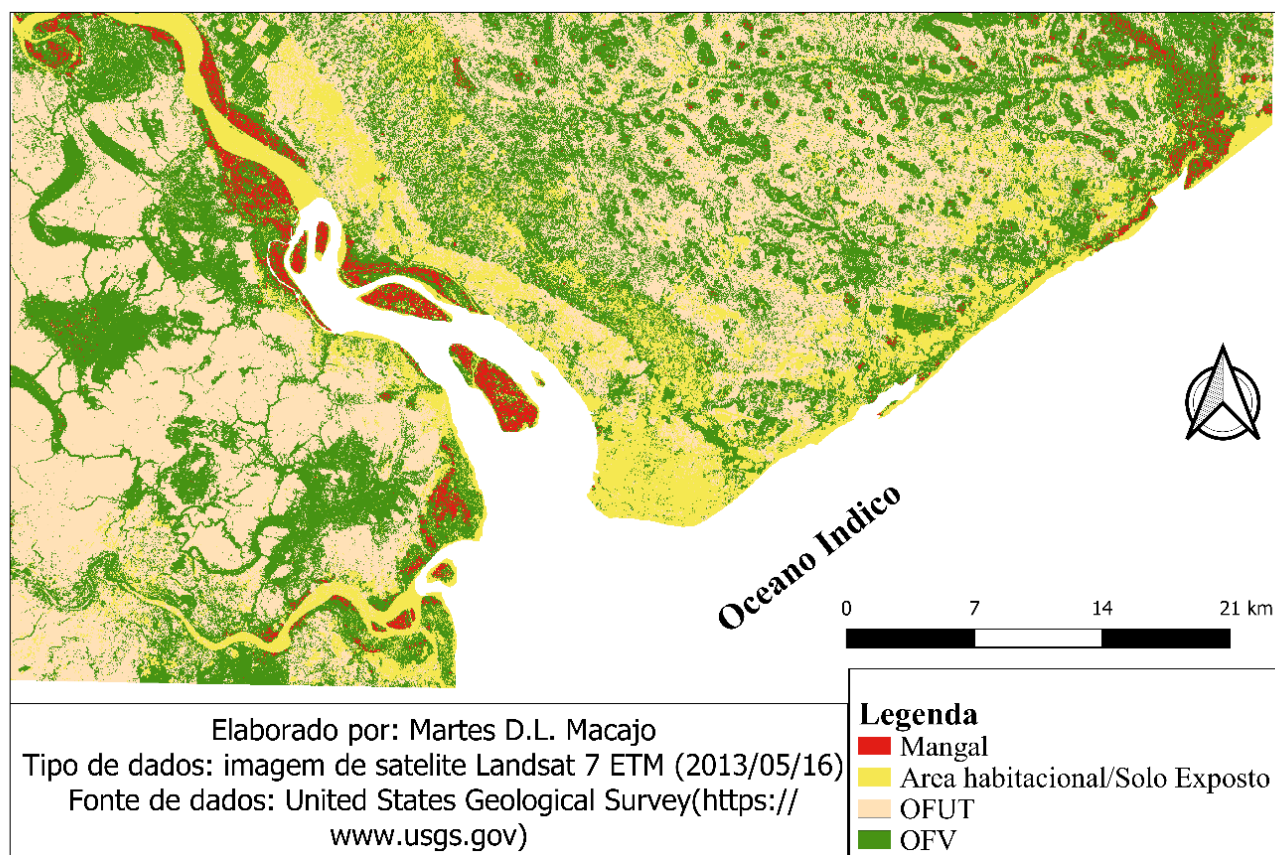 Oceano Indico
0 7 14 21 km
Elaborado por: Martes D.L. Macajo
Tipo de dados: imagem de satelite Landsat 7 ETM (2013/05/16)
Fonte de dados: United States Geological Survey(https://
www.usgs.gov)
Legenda
Mangal
Area habitacional/Solo Exposto
OFUT
OFV